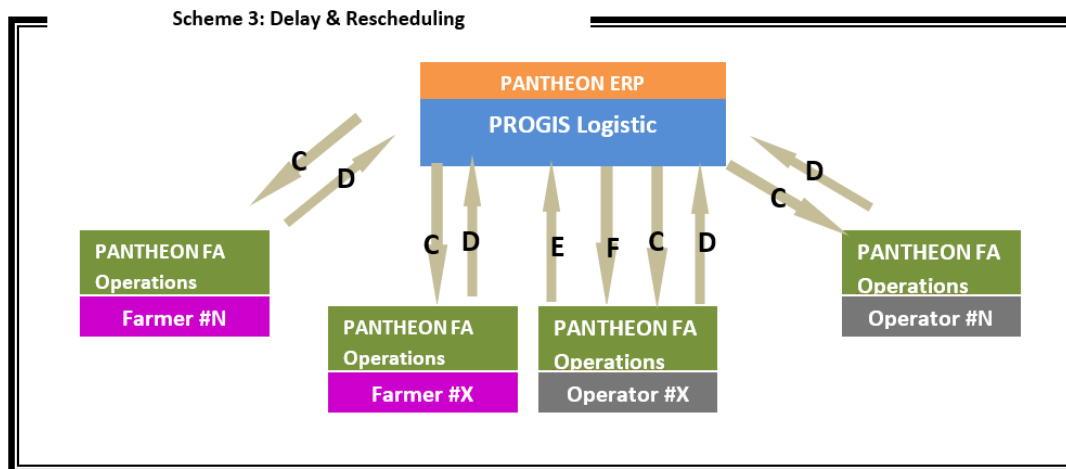 Scheme 3: Delay & Rescheduling
PANTHEON ERP
PROGIS Logistic
C
D
C
D
E
F
C
D
D
C
PANTHEON FA
Operations
Farmer #N
PANTHEON FA
Operations
Farmer #X
PANTHEON FA
Operations
Operator #X
PANTHEON FA
Operations
Operator #N